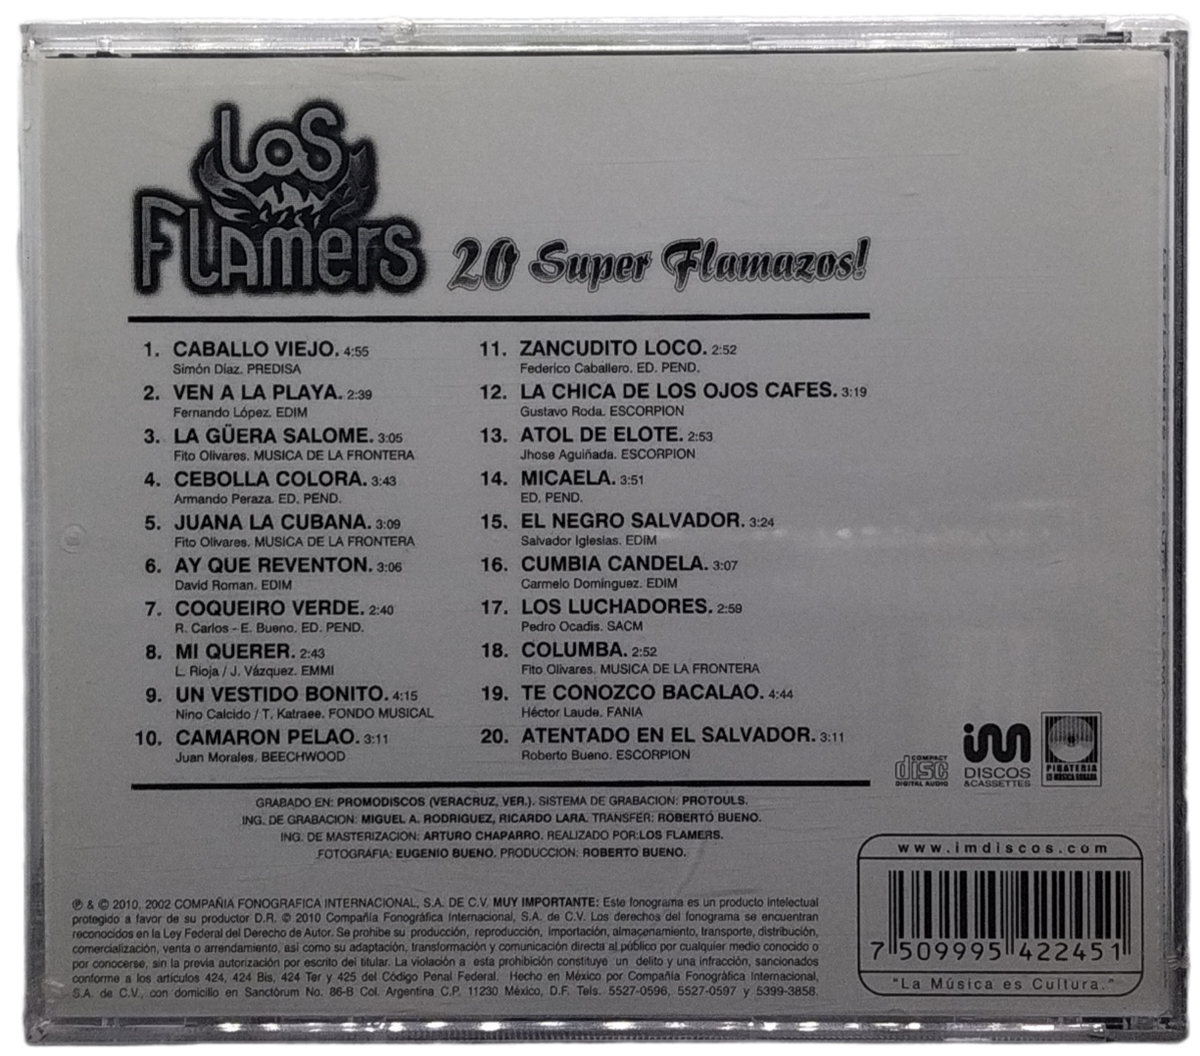 Los
Flamers
20 Super Flamazos!
1. CABALLO VIEJO. 4:55
Simón Díaz. PREDISA
2. VEN A LA PLAYA. 2:39
Fernando López. EDIM
3. LA GÜERA SALOME. 3:05
Fito Olivares. MUSICA DE LA FRONTERA
4. CEBOLLA COLORA. 3:43
Armando Peraza. ED. PEND.
5. JUANA LA CUBANA. 3:09
Fito Olivares. MUSICA DE LA FRONTERA
6. AY QUE REVENTON. 3:06
David Roman. EDIM
7. COQUEIRO VERDE. 2:40
R. Carlos - E. Bueno. ED. PEND.
8. MI QUERER. 2:43
L. Rioja / J. Vázquez. EMMI
9. UN VESTIDO BONITO. 4:15
Nino Calcido / T. Katraee. FONDO MUSICAL
10. CAMARON PELAO. 3:11
Juan Morales. BEECHWOOD
11. ZANCUDITO LOCO. 2:52
Federico Caballero. ED. PEND.
12. LA CHICA DE LOS OJOS CAFES. 3:19
Gustavo Roda. ESCORPION
13. ATOL DE ELOTE. 2:53
Jhose Aguiñada. ESCORPION
14. MICAELA. 3:51
ED. PEND.
15. EL NEGRO SALVADOR. 3:24
Salvador Iglesias. EDIM
16. CUMBIA CANDELA. 3:07
Carmelo Domínguez. EDIM
17. LOS LUCHADORES. 2:59
Pedro Ocadis. SACM
18. COLUMBA. 2:52
Fito Olivares. MUSICA DE LA FRONTERA
19. TE CONOZCO BACALAO. 4:44
Héctor Laude. FANIA
20. ATENTADO EN EL SALVADOR. 3:11
Roberto Bueno. ESCORPION
COMPACT
disc
DIGITAL AUDIO
im
DISCOS
&CASSETTES
PIRATERIA
GRABADO EN: PROMODISCOS (VERACRUZ, VER.). SISTEMA DE GRABACION: PROTOULS.
ING. DE GRABACION: MIGUEL A. RODRIGUEZ, RICARDO LARA. TRANSFER: ROBERTO BUENO.
ING. DE MASTERIZACION: ARTURO CHAPARRO. REALIZADO POR:LOS FLAMERS.
FOTOGRAFIA: EUGENIO BUENO. PRODUCCION: ROBERTO BUENO.
℗ & © 2010, 2002 COMPAÑIA FONOGRAFICA INTERNACIONAL, S.A. DE C.V. MUY IMPORTANTE: Este fonograma es un producto intelectual
protegido a favor de su productor D.R. © 2010 Compañía Fonográfica Internacional, S.A. de C.V. Los derechos del fonograma se encuentran
reconocidos en la Ley Federal del Derecho de Autor. Se prohibe su producción, reproducción, importación, almacenamiento, transporte, distribución,
comercialización, venta o arrendamiento, así como su adaptación, transformación y comunicación directa al público por cualquier medio conocido o
por conocerse, sin la previa autorización por escrito del titular. La violación a esta prohibición constituye un delito y una infracción, sancionados
conforme a los artículos 424, 424 Bis, 424 Ter y 425 del Código Penal Federal. Hecho en México por Compañía Fonográfica Internacional,
S.A. de C.V., con domicilio en Sanctórum No. 86-B Col. Argentina C.P. 11230 México, D.F. Tels. 5527-0596, 5527-0597 y 5399-3858.
www.imdiscos.com
7 509995 422451
"La Música es Cultura."